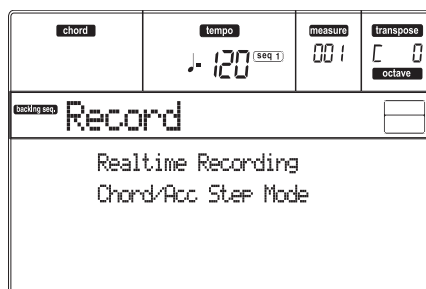 chord
tempo
measure
transpose
♩- 120 seq 1
001
C 0
octave
backing seq.
Record
Realtime Recording
Chord/Acc Step Mode